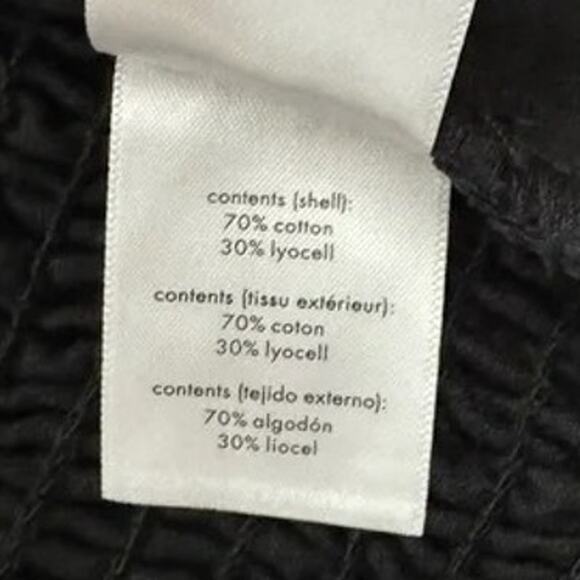 contents (shell):
70% cotton
30% lyocell
contents (tissu extérieur):
70% coton
30% lyocell
contents (tejido externo):
70% algodón
30% liocel